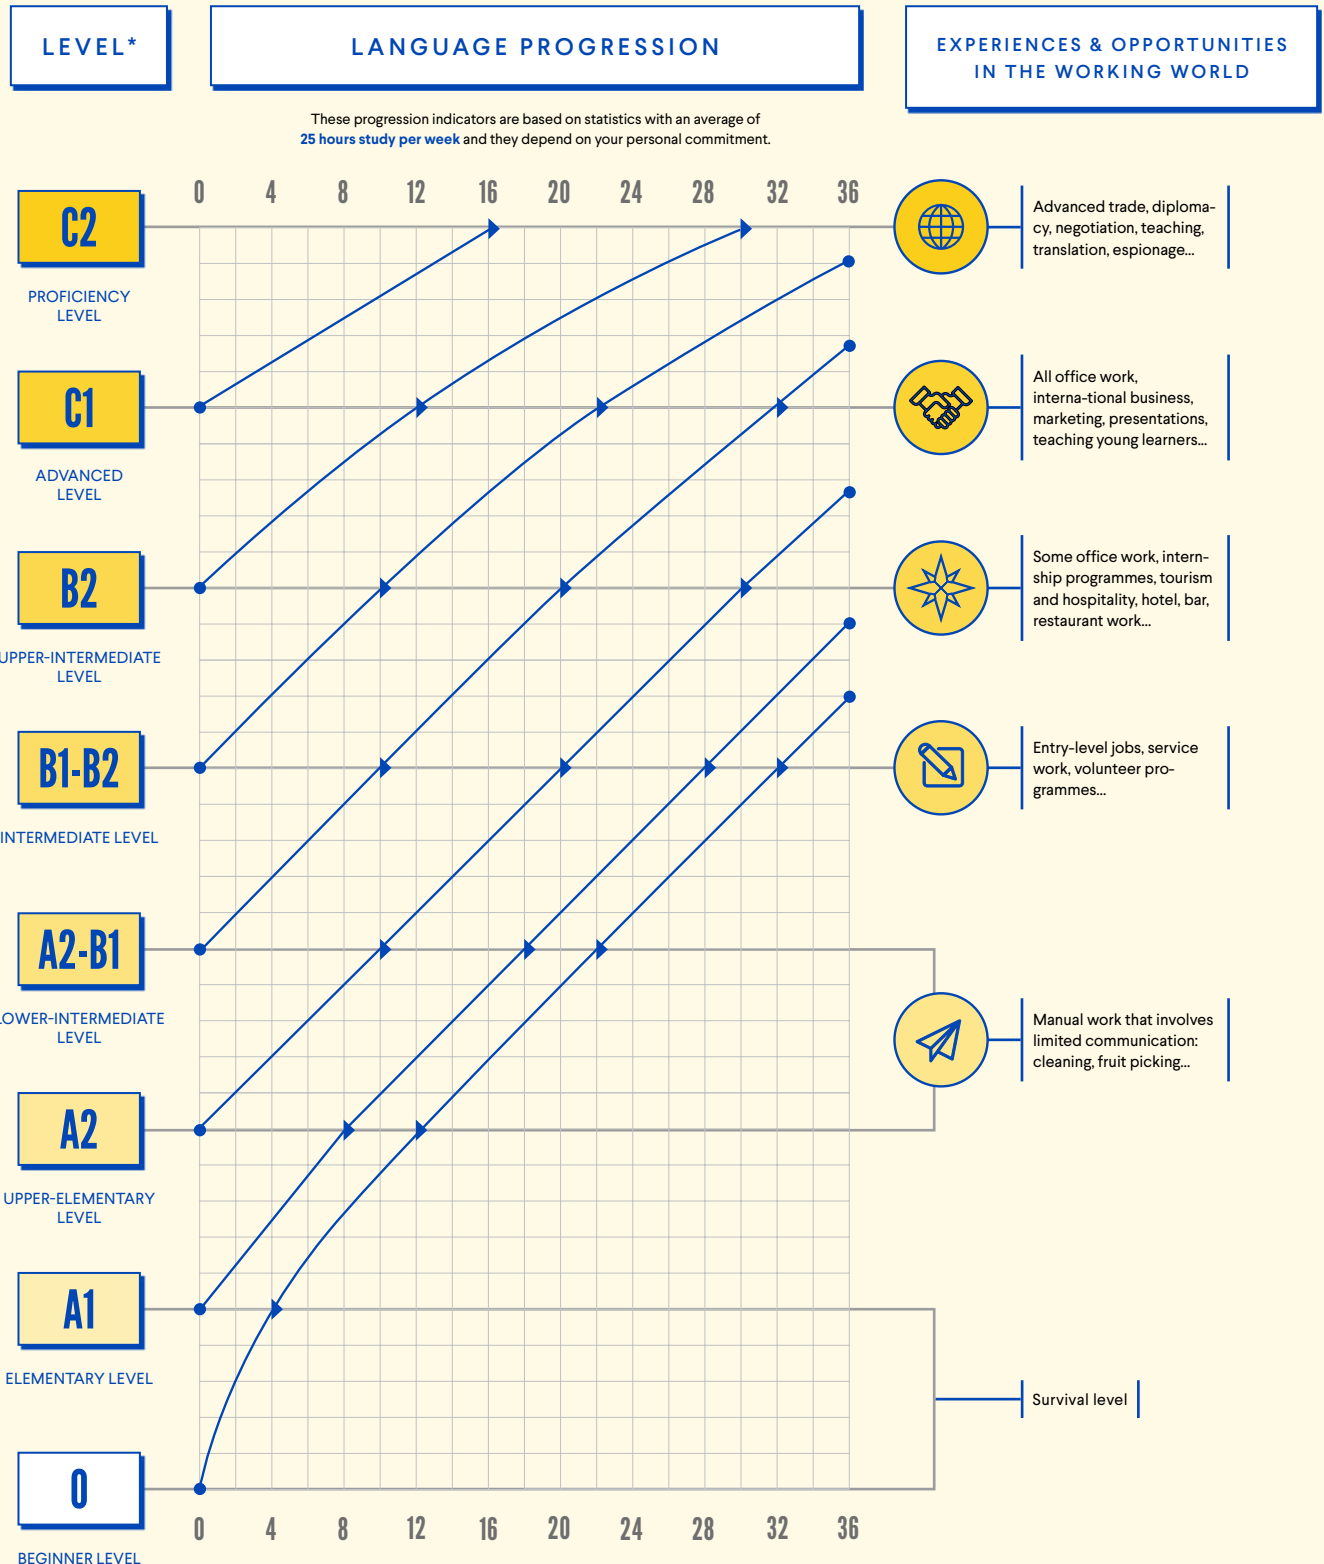 LEVEL*
LANGUAGE PROGRESSION
EXPERIENCES & OPPORTUNITIES
IN THE WORKING WORLD
These progression indicators are based on statistics with an average of
25 hours study per week and they depend on your personal commitment.
0 4 8 12 16 20 24 28 32 36
C2
PROFICIENCY
LEVEL
Advanced trade, diploma-
cy, negotiation, teaching,
translation, espionage...
C1
ADVANCED
LEVEL
All office work,
interna-tional business,
marketing, presentations,
teaching young learners...
B2
UPPER-INTERMEDIATE
LEVEL
Some office work, intern-
ship programmes, tourism
and hospitality, hotel, bar,
restaurant work...
B1-B2
INTERMEDIATE LEVEL
Entry-level jobs, service
work, volunteer pro-
grammes...
A2-B1
LOWER-INTERMEDIATE
LEVEL
Manual work that involves
limited communication:
cleaning, fruit picking...
A2
UPPER-ELEMENTARY
LEVEL
A1
ELEMENTARY LEVEL
Survival level
0
BEGINNER LEVEL
0 4 8 12 16 20 24 28 32 36